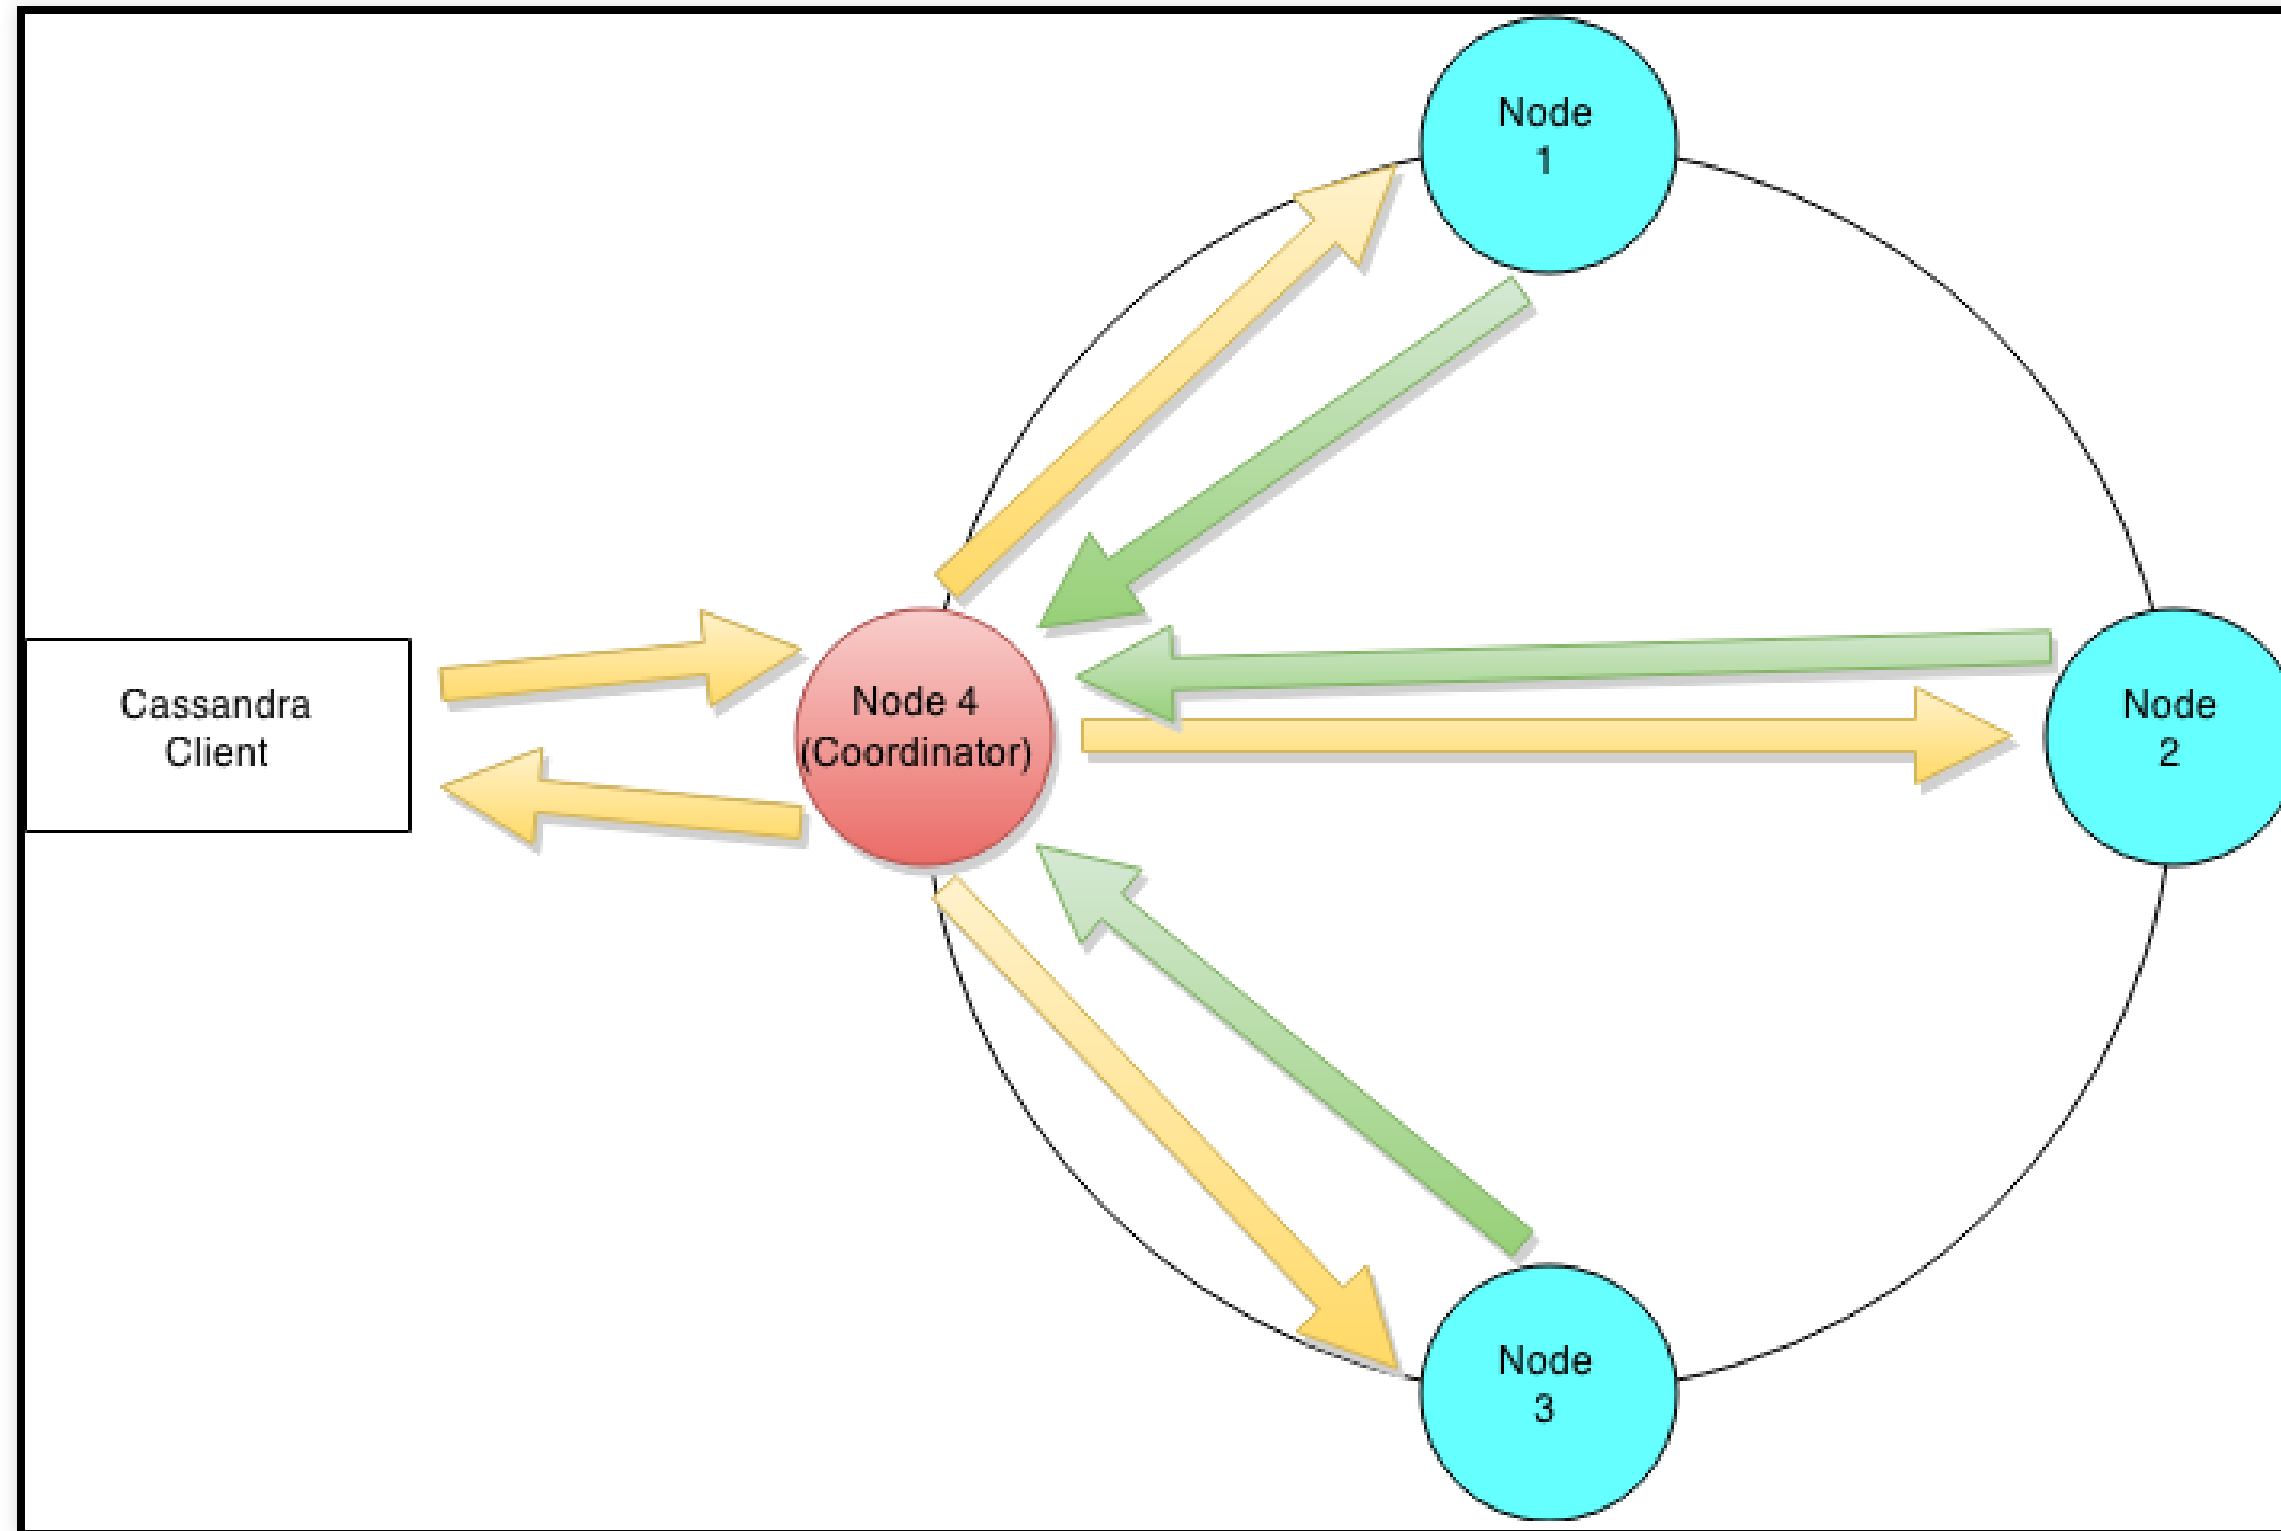 Node
1
Cassandra
Client
Node 4
(Coordinator)
Node
2
Node
3